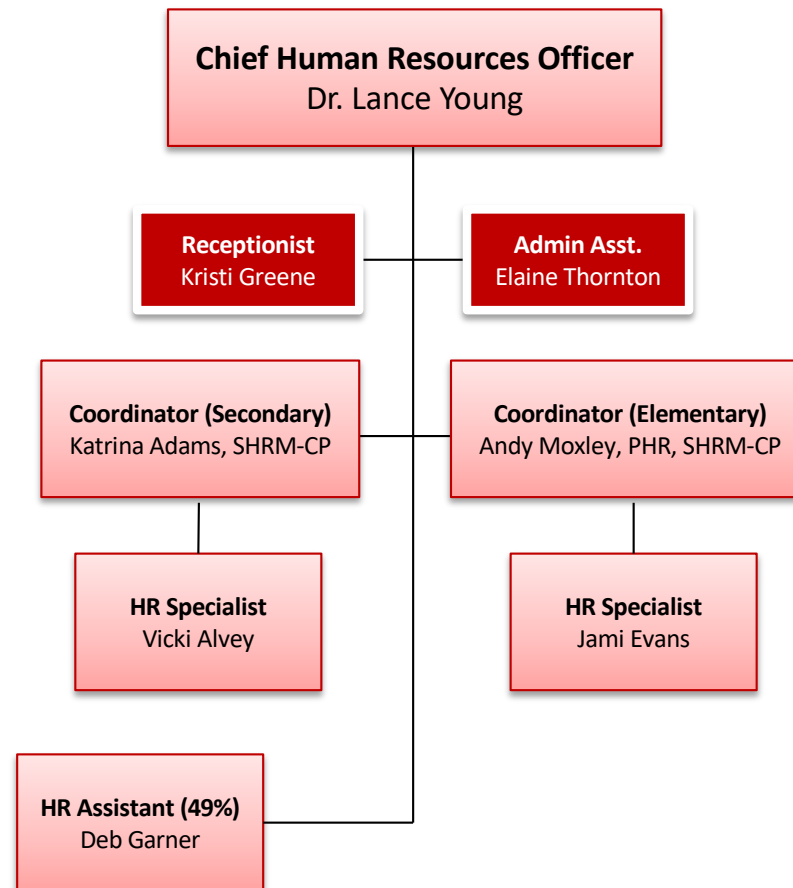 Chief Human Resources Officer
Dr. Lance Young
Receptionist
Kristi Greene
Admin Asst.
Elaine Thornton
Coordinator (Secondary)
Katrina Adams, SHRM-CP
Coordinator (Elementary)
Andy Moxley, PHR, SHRM-CP
HR Specialist
Vicki Alvey
HR Specialist
Jami Evans
HR Assistant (49%)
Deb Garner